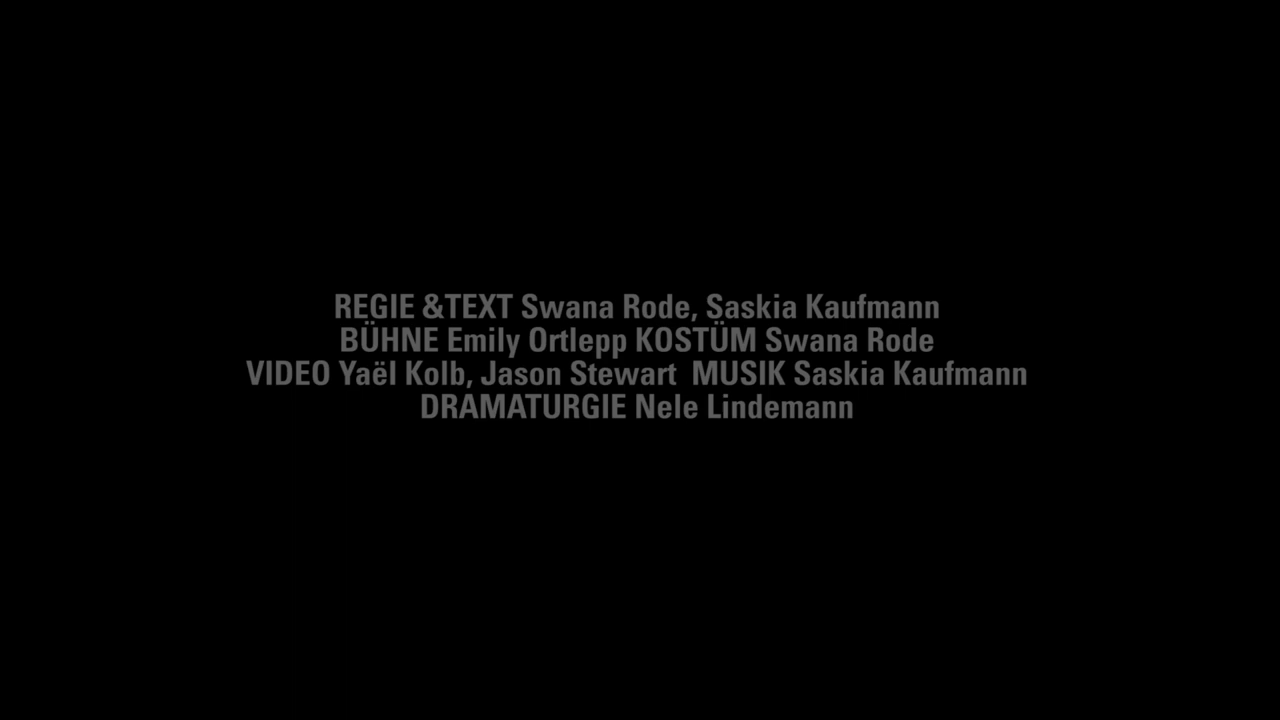 REGIE &TEXT Swana Rode, Saskia Kaufmann
BÜHNE Emily Ortlepp KOSTÜM Swana Rode
VIDEO Yaël Kolb, Jason Stewart  MUSIK Saskia Kaufmann
DRAMATURGIE Nele Lindemann